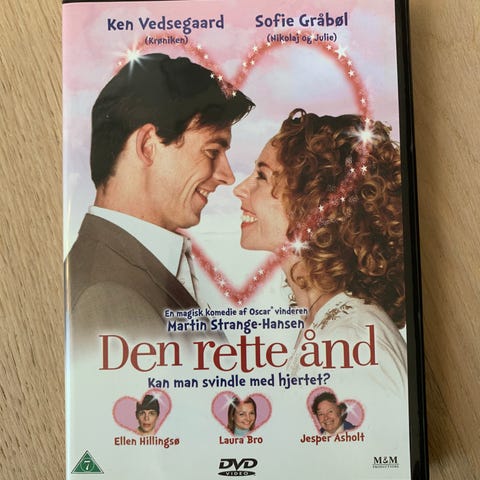 Ken Vedsegaard Sofie Gråbøl
(Krøniken) (Nikolaj og Julie)
En magisk komedie af Oscar® vinderen
Martin Strange-Hansen
Den rette ånd
Kan man svindle med hjertet?
Ellen Hillingsø Laura Bro Jesper Asholt
7
DVD
VIDEO
M&M
PRODUCTIONS